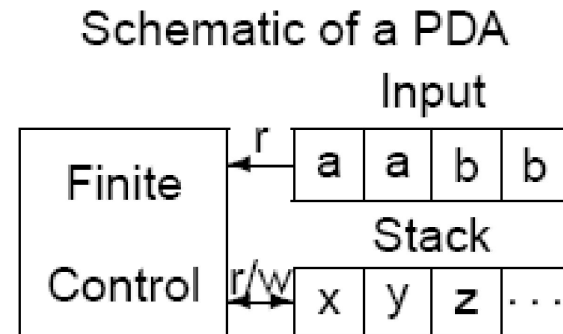 Schematic of a PDA
Input
r
a a b b
Finite
Stack
Control
r/w
x y z ...